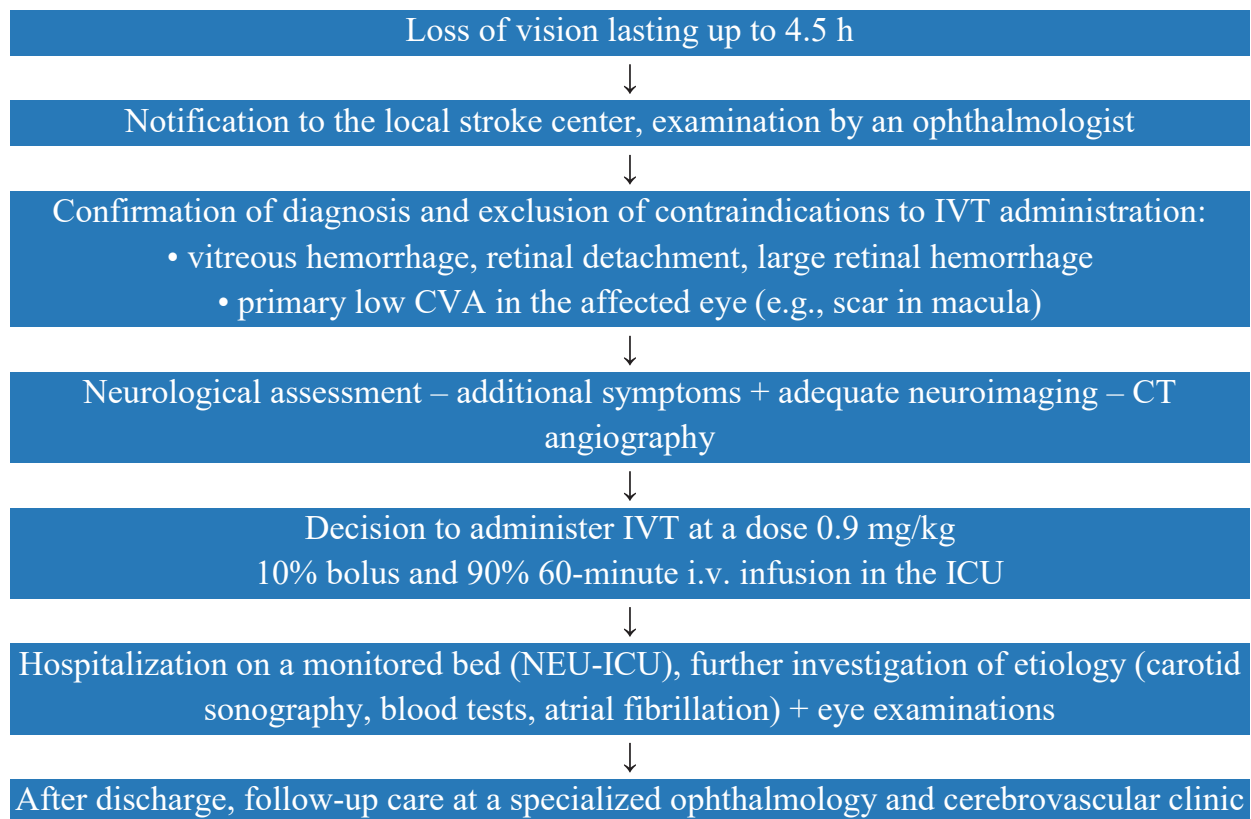 Loss of vision lasting up to 4.5 h
↓
Notification to the local stroke center, examination by an ophthalmologist
↓
Confirmation of diagnosis and exclusion of contraindications to IVT administration:
• vitreous hemorrhage, retinal detachment, large retinal hemorrhage
• primary low CVA in the affected eye (e.g., scar in macula)
↓
Neurological assessment – additional symptoms + adequate neuroimaging – CT
angiography
↓
Decision to administer IVT at a dose 0.9 mg/kg
10% bolus and 90% 60-minute i.v. infusion in the ICU
↓
Hospitalization on a monitored bed (NEU-ICU), further investigation of etiology (carotid
sonography, blood tests, atrial fibrillation) + eye examinations
↓
After discharge, follow-up care at a specialized ophthalmology and cerebrovascular clinic